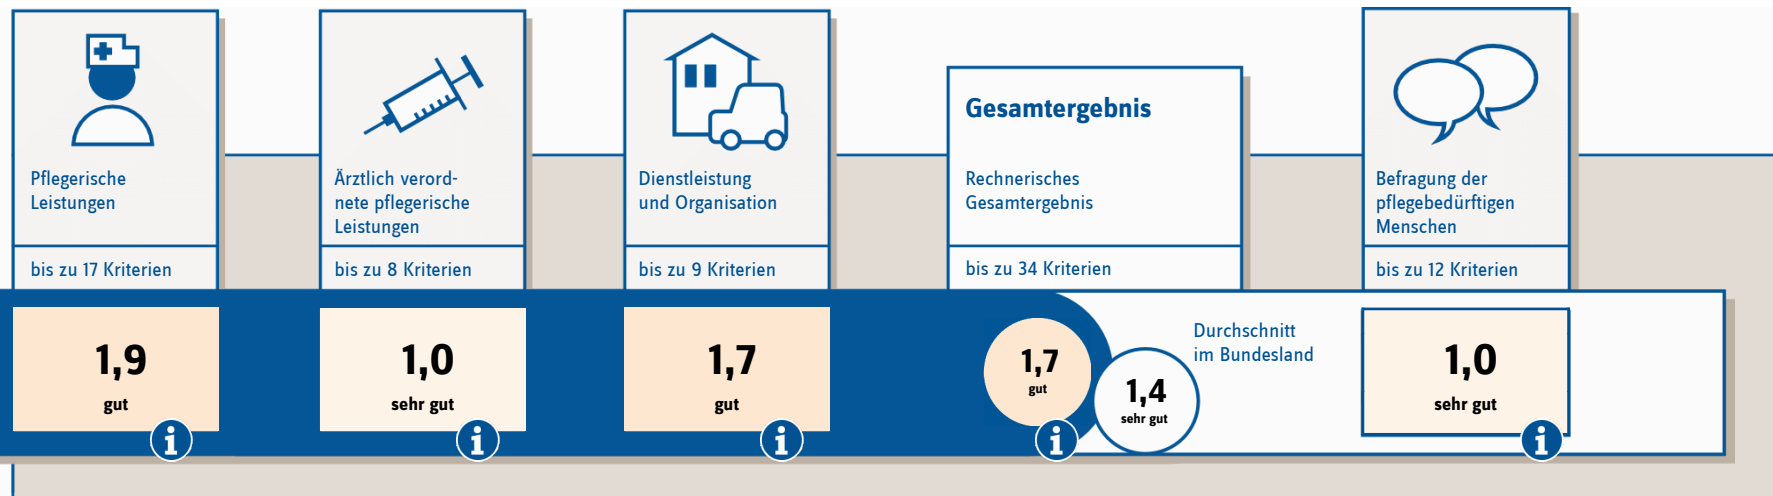 Pflegerische
Leistungen
bis zu 17 Kriterien
1,9
gut
i
Ärztlich verord-
nete pflegerische
Leistungen
bis zu 8 Kriterien
1,0
sehr gut
i
Dienstleistung
und Organisation
bis zu 9 Kriterien
1,7
gut
i
Gesamtergebnis
Rechnerisches
Gesamtergebnis
bis zu 34 Kriterien
1,7
gut
i
1,4
sehr gut
Durchschnitt
im Bundesland
Befragung der
pflegebedürftigen
Menschen
bis zu 12 Kriterien
1,0
sehr gut
i